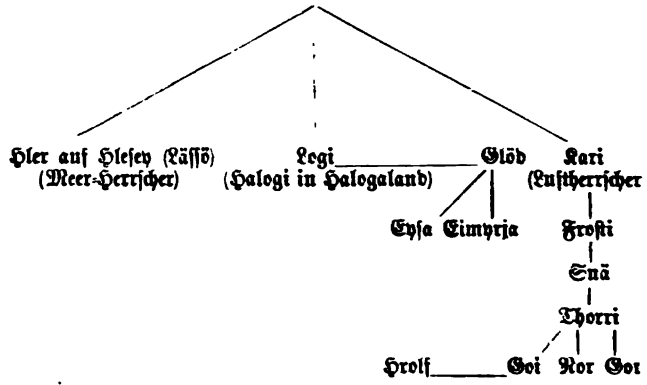 Hler auf Hlesey (Lässö) Logi Glöd Kari
(Meer-Herrscher) (Halogi in Halogaland) (Luftherrscher
Eysa Eimyrja Frosti
Snä
Thorri
Hrolf Goi Nor Gor